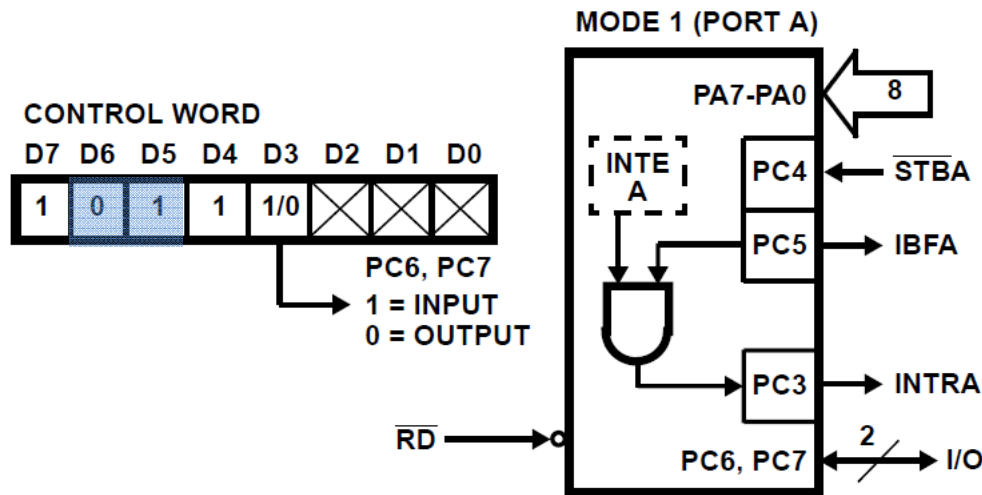 MODE 1 (PORT A)
CONTROL WORD
D7 D6 D5 D4 D3 D2 D1 D0
1 0 1 1 1/0
PC6, PC7
1 = INPUT
0 = OUTPUT
PA7-PA0
8
INTE
A
PC4
STBA
PC5
IBFA
PC3
INTRA
RD
PC6, PC7
2
I/O